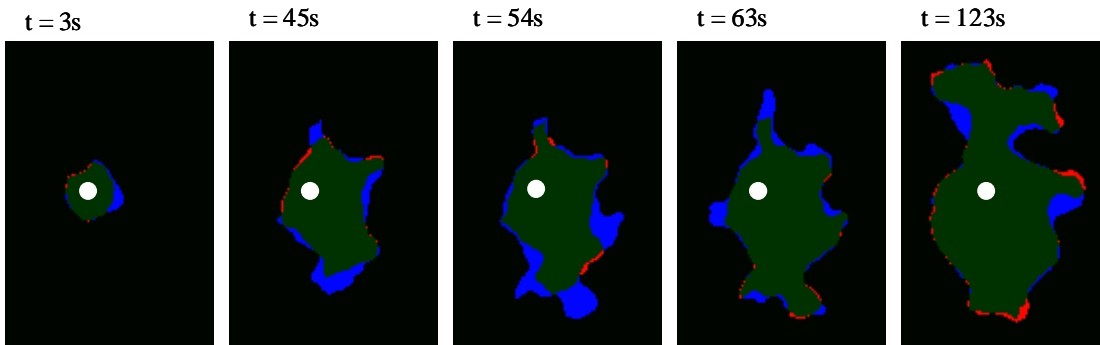 t = 3s
t = 45s
t = 54s
t = 63s
t = 123s